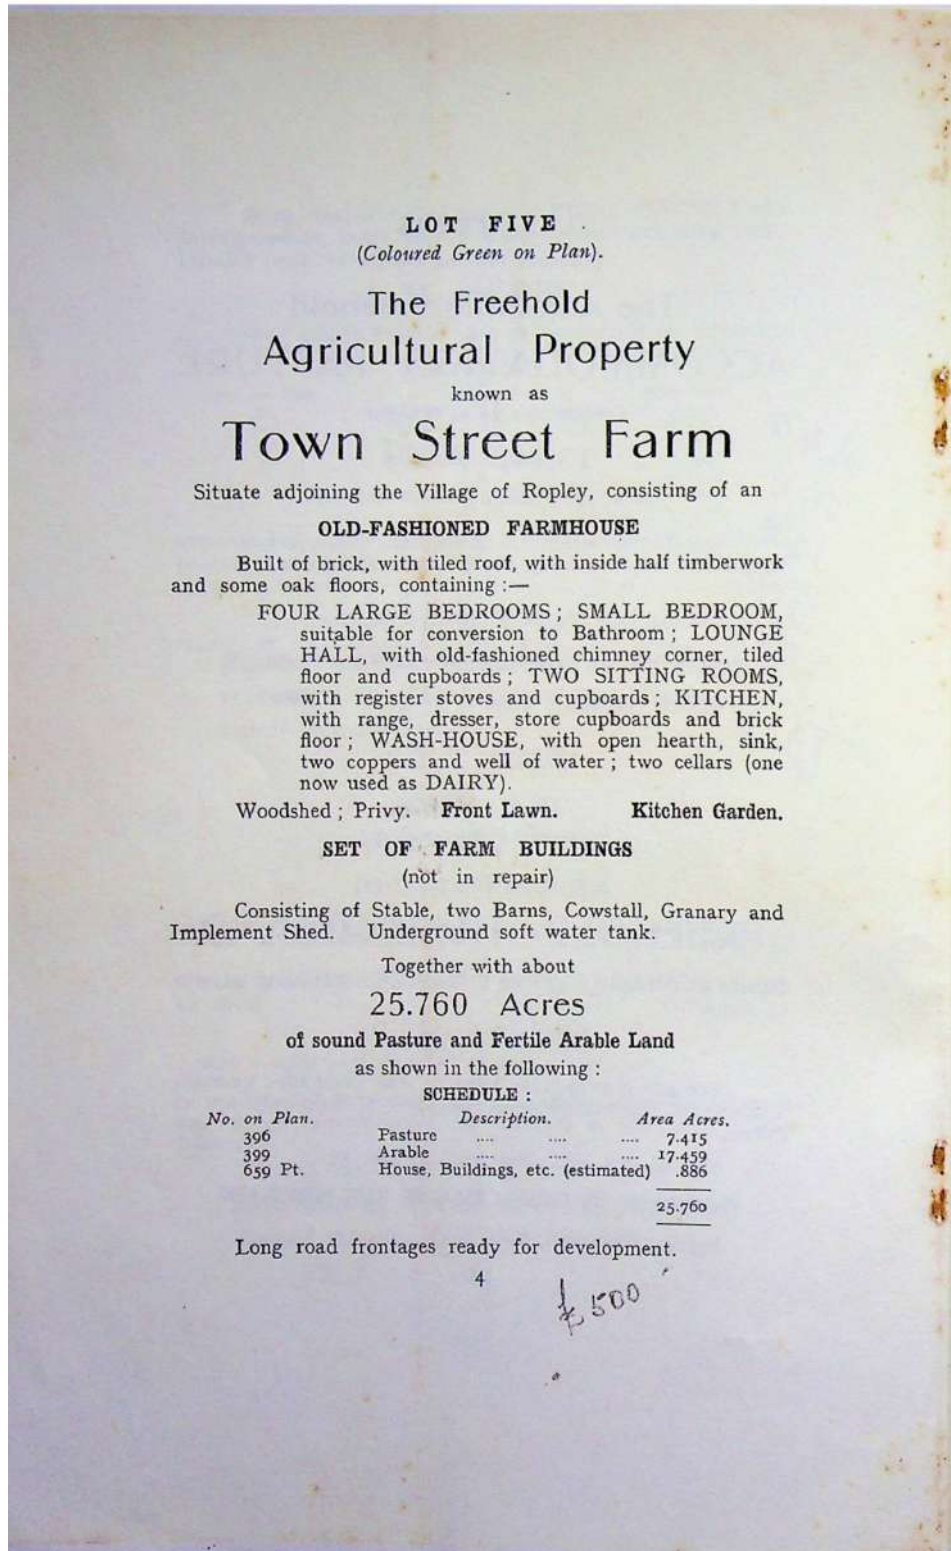 LOT FIVE
(Coloured Green on Plan).
The Freehold
Agricultural Property
known as
Town Street Farm
Situate adjoining the Village of Ropley, consisting of an
OLD-FASHIONED FARMHOUSE
Built of brick, with tiled roof, with inside half timberwork
and some oak floors, containing :—
FOUR LARGE BEDROOMS ; SMALL BEDROOM,
suitable for conversion to Bathroom ; LOUNGE
HALL, with old-fashioned chimney corner, tiled
floor and cupboards ; TWO SITTING ROOMS,
with register stoves and cupboards ; KITCHEN,
with range, dresser, store cupboards and brick
floor ; WASH-HOUSE, with open hearth, sink,
two coppers and well of water ; two cellars (one
now used as DAIRY).
Woodshed ; Privy. Front Lawn. Kitchen Garden.
SET OF FARM BUILDINGS
(not in repair)
Consisting of Stable, two Barns, Cowstall, Granary and
Implement Shed. Underground soft water tank.
Together with about
25.760 Acres
of sound Pasture and Fertile Arable Land
as shown in the following :
SCHEDULE :
No. on Plan. Description. Area Acres.
396 Pasture .... .... .... 7.415
399 Arable .... .... .... 17.459
659 Pt. House, Buildings, etc. (estimated) .886
25.760
Long road frontages ready for development.
4
£500